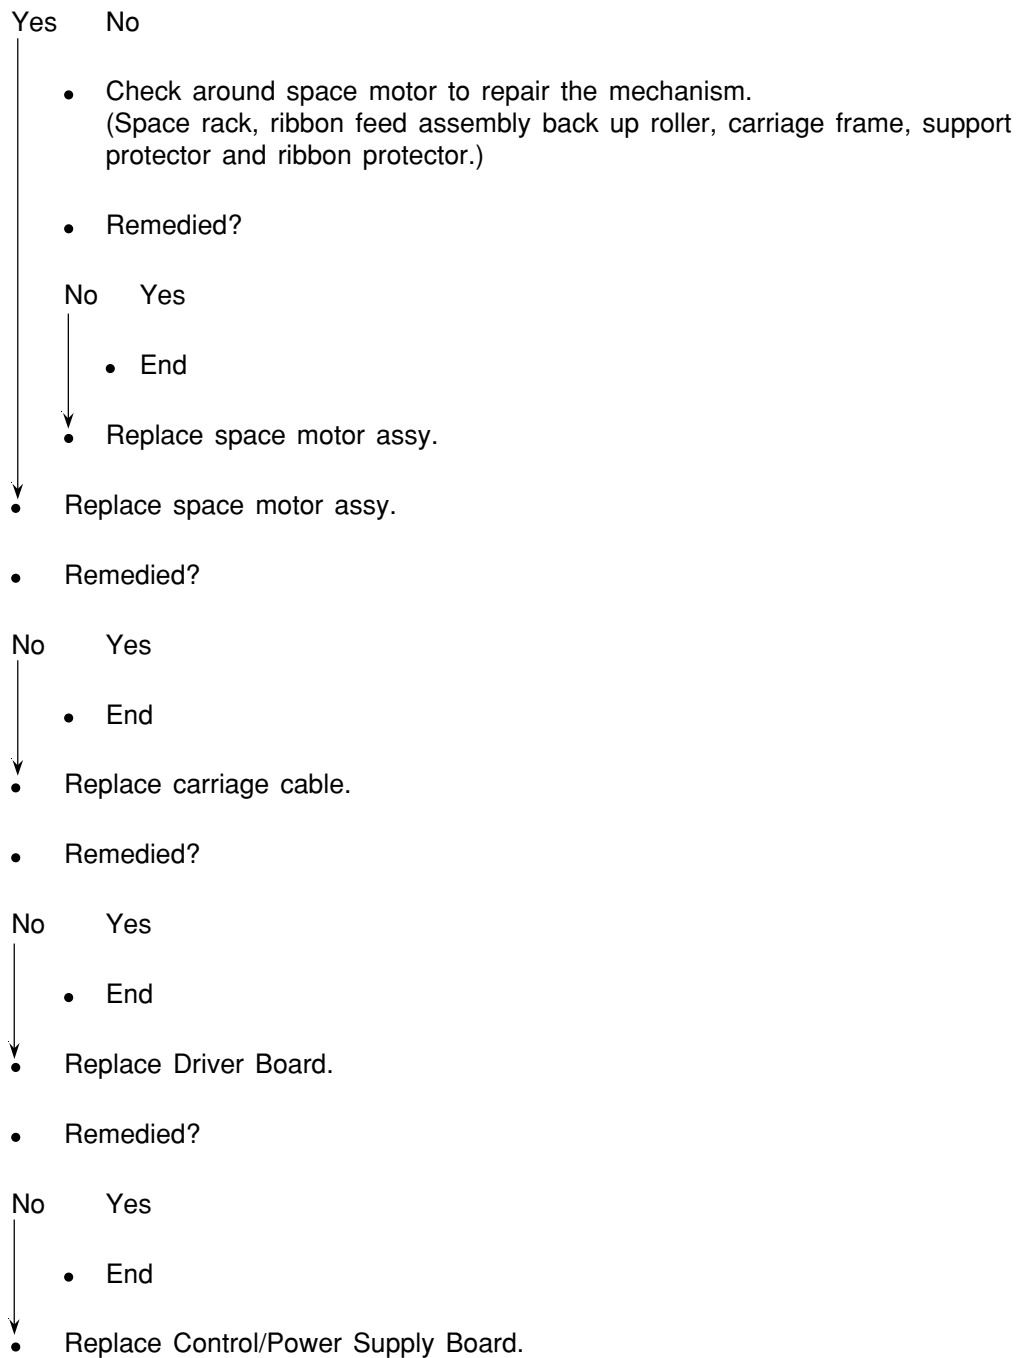 Yes No
• Check around space motor to repair the mechanism.
(Space rack, ribbon feed assembly back up roller, carriage frame, support
protector and ribbon protector.)
• Remedied?
No Yes
• End
• Replace space motor assy.
• Replace space motor assy.
• Remedied?
No Yes
• End
• Replace carriage cable.
• Remedied?
No Yes
• End
• Replace Driver Board.
• Remedied?
No Yes
• End
• Replace Control/Power Supply Board.